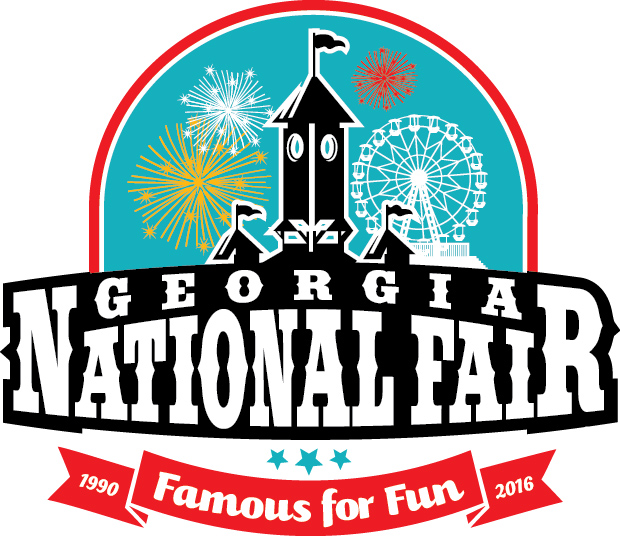 GEORGIA
NATIONAL FAIR
1990 Famous for Fun 2016